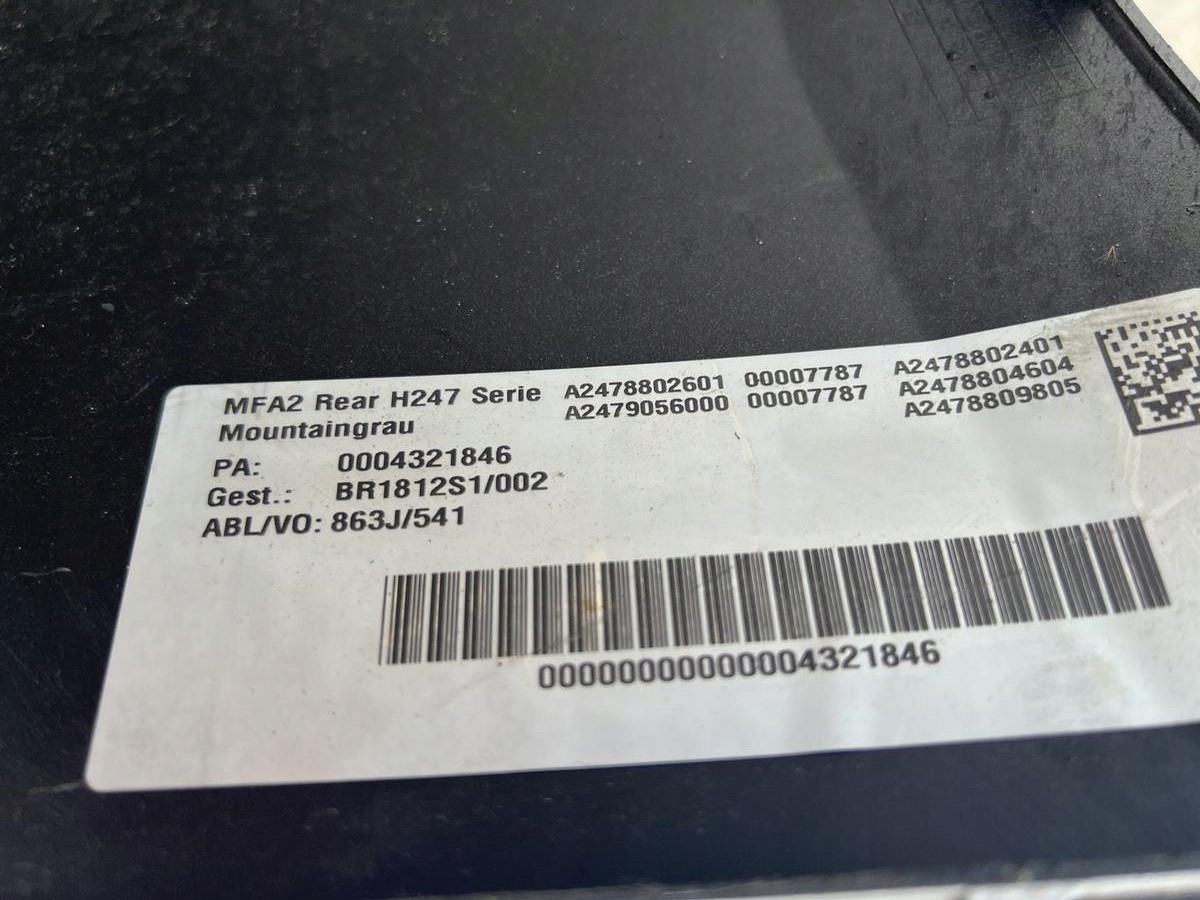 MFA2 Rear H247 Serie A2478802601 00007787 A2478802401
Mountaingrau A2479056000 00007787 A2478804604
A2478809805
PA: 0004321846
Gest.: BR1812S1/002
ABL/VO: 863J/541
00000000000004321846